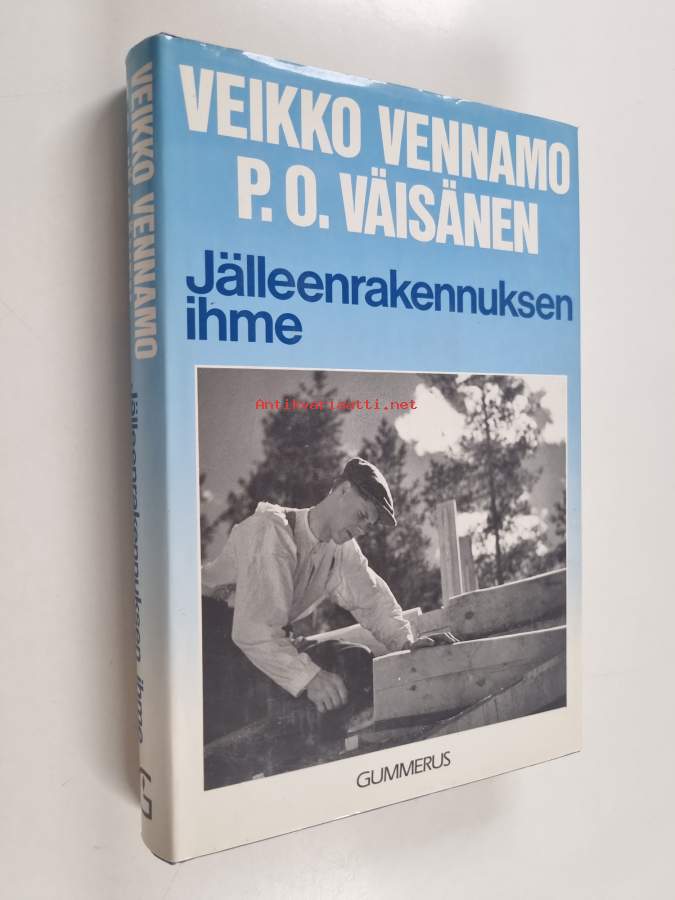 VEIKKO VENNAMO
P. O. VÄISÄNEN
Jälleenrakennuksen
ihme
Antikvariaatti.net
GUMMERUS
VEIKKO VENNAMO
Jälleenrakennuksen ihme